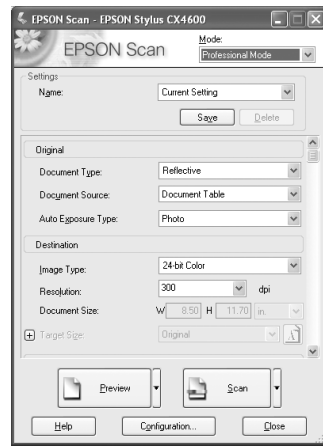 EPSON Scan - EPSON Stylus CX4600
EPSON Scan
Mode:
Professional Mode
Settings
Name: Current Setting
Save Delete
Original
Document Type: Reflective
Document Source: Document Table
Auto Exposure Type: Photo
Destination
Image Type: 24-bit Color
Resolution: 300 dpi
Document Size: W 8.50 H 11.70 in.
Target Size: Original
Preview Scan
Help Configuration... Close